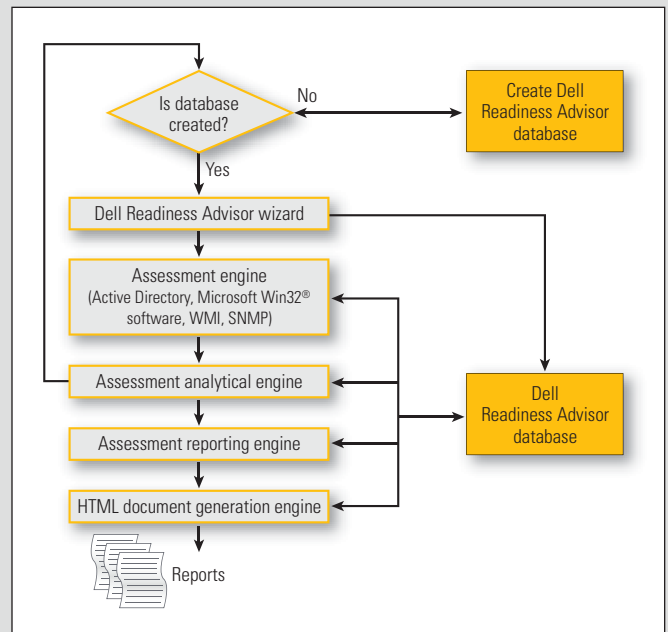 Is database
created?
No
Create Dell
Readiness Advisor
database
Yes
Dell Readiness Advisor wizard
Assessment engine
(Active Directory, Microsoft Win32®
software, WMI, SNMP)
Assessment analytical engine
Dell
Readiness Advisor
database
Assessment reporting engine
HTML document generation engine
Reports